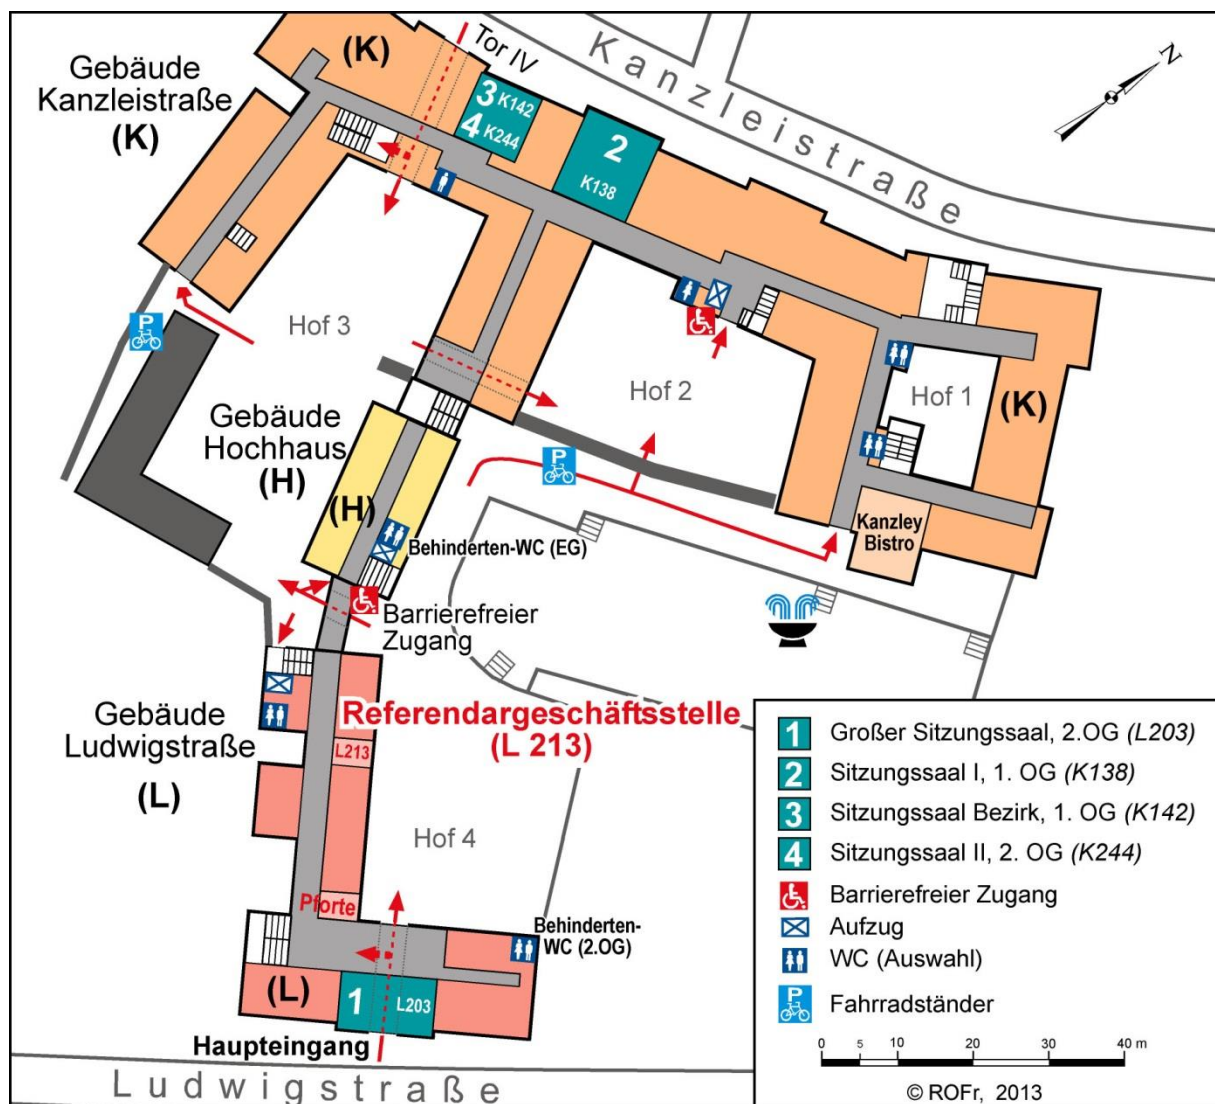 Kanzleistraße
Tor IV
N
Gebäude
Kanzleistraße
(K)
(K)
3 K142
4 K244
2
K138
P
Hof 3
Hof 2
Hof 1
(K)
Gebäude
Hochhaus
(H)
(H)
P
Kanzley
Bistro
Behinderten-WC (EG)
Barrierefreier
Zugang
Gebäude
Ludwigstraße
(L)
Referendargeschäftsstelle
(L 213)
L213
Hof 4
Pforte
Behinderten-
WC (2.OG)
(L)
1 L203
Haupteingang
Ludwigstraße
1 Großer Sitzungssaal, 2.OG (L203)
2 Sitzungssaal I, 1. OG (K138)
3 Sitzungssaal Bezirk, 1. OG (K142)
4 Sitzungssaal II, 2. OG (K244)
Barrierefreier Zugang
Aufzug
WC (Auswahl)
P Fahrradständer
0 5 10 20 30 40 m
© ROFr, 2013